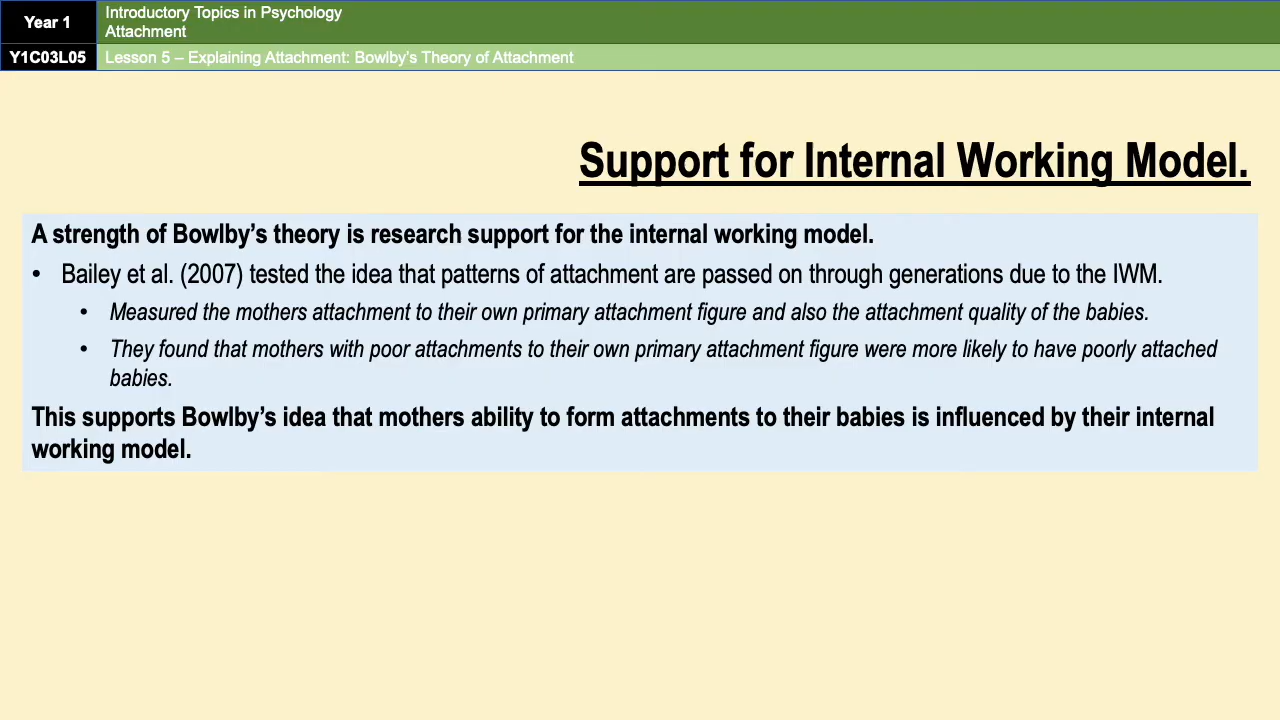 Year 1
Introductory Topics in Psychology
Attachment
Y1C03L05
Lesson 5 – Explaining Attachment: Bowlby’s Theory of Attachment
Support for Internal Working Model.
A strength of Bowlby’s theory is research support for the internal working model.
• Bailey et al. (2007) tested the idea that patterns of attachment are passed on through generations due to the IWM.
• Measured the mothers attachment to their own primary attachment figure and also the attachment quality of the babies.
• They found that mothers with poor attachments to their own primary attachment figure were more likely to have poorly attached
babies.
This supports Bowlby’s idea that mothers ability to form attachments to their babies is influenced by their internal
working model.